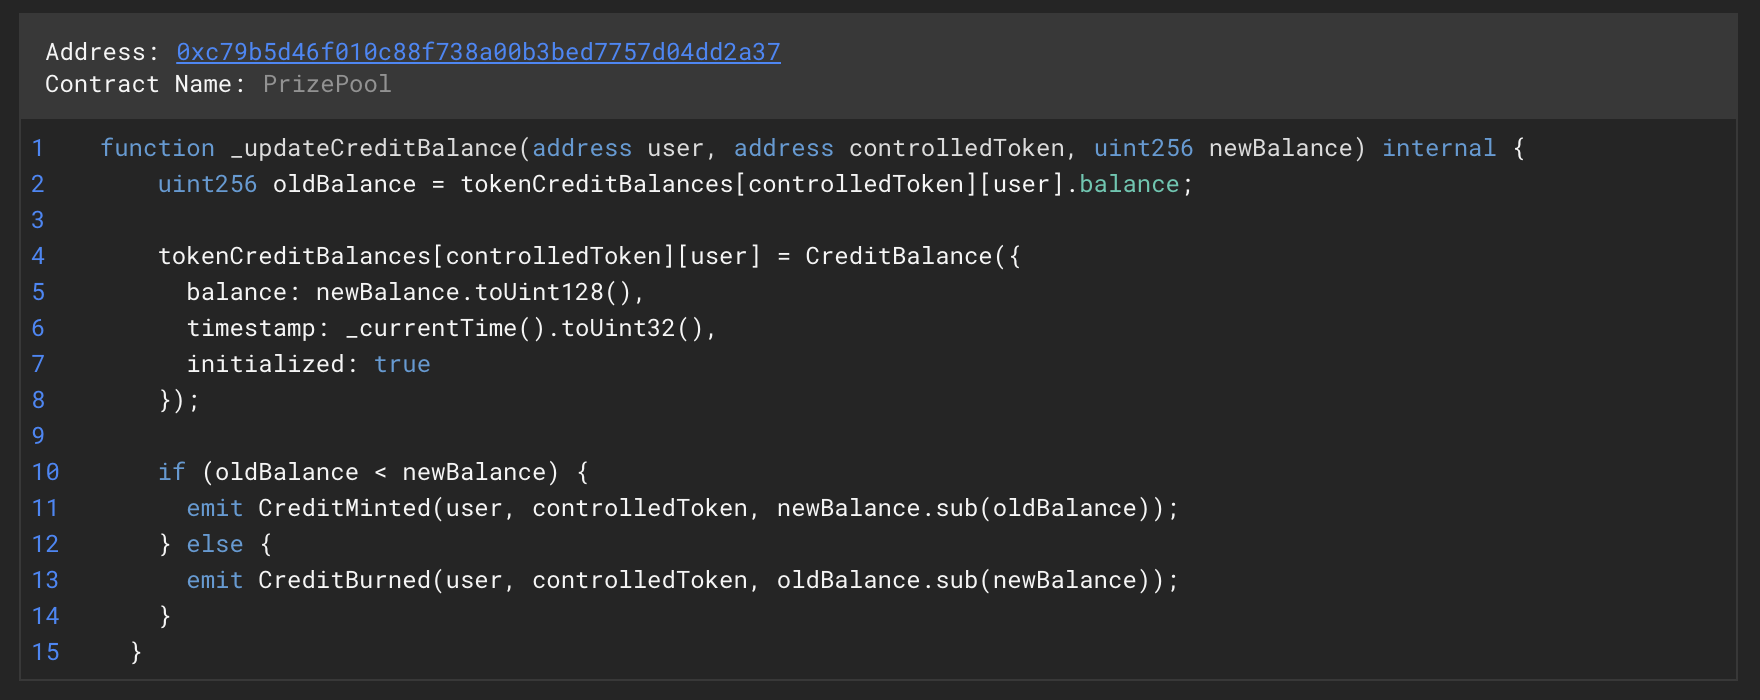 Address: 0xc79b5d46f010c88f738a00b3bed7757d04dd2a37
Contract Name: PrizePool
1 function _updateCreditBalance(address user, address controlledToken, uint256 newBalance) internal {
2 uint256 oldBalance = tokenCreditBalances[controlledToken][user].balance;
3
4 tokenCreditBalances[controlledToken][user] = CreditBalance({
5 balance: newBalance.toUint128(),
6 timestamp: _currentTime().toUint32(),
7 initialized: true
8 });
9
10 if (oldBalance < newBalance) {
11 emit CreditMinted(user, controlledToken, newBalance.sub(oldBalance));
12 } else {
13 emit CreditBurned(user, controlledToken, oldBalance.sub(newBalance));
14 }
15 }